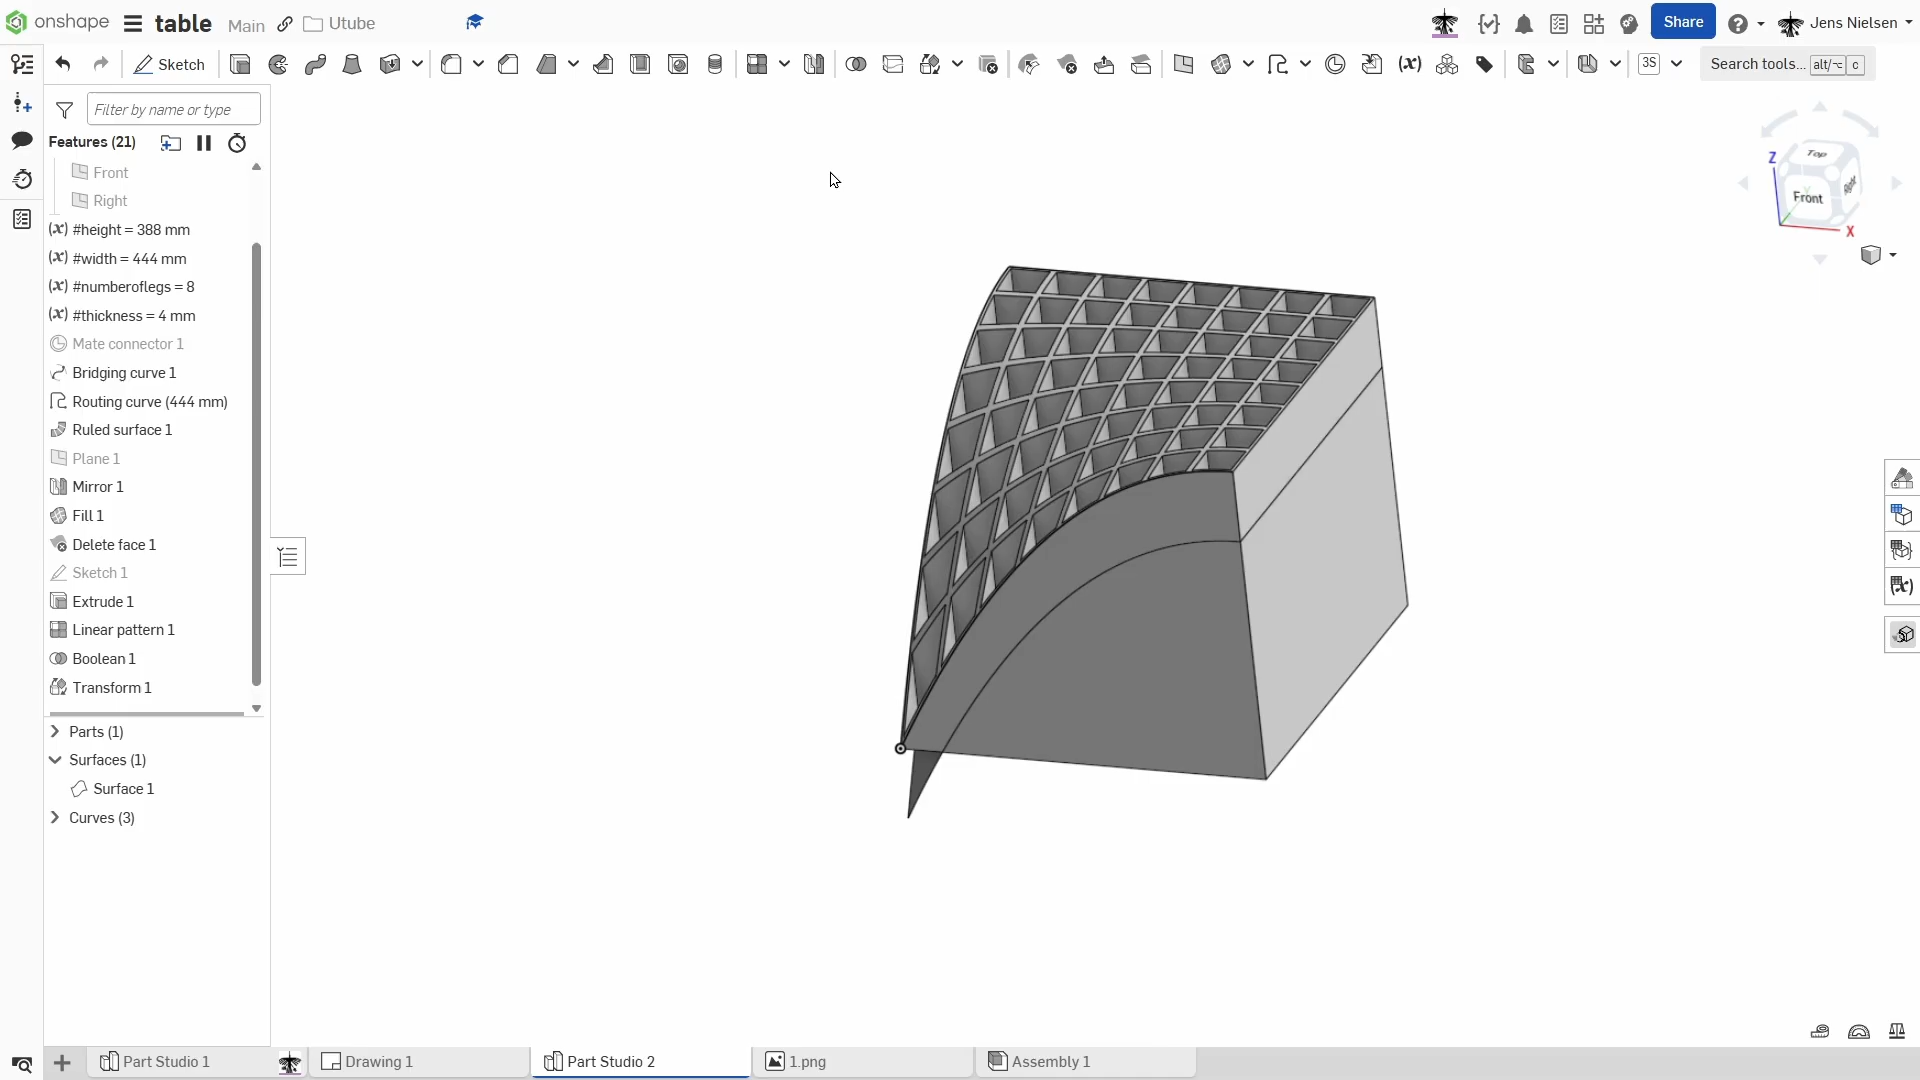 onshape
table
Main
Utube
Share
Jens Nielsen
Sketch
3S
Search tools...
alt/⌥
c
Filter by name or type
Features (21)
Front
Right
(x) #height = 388 mm
(x) #width = 444 mm
(x) #numberoflegs = 8
(x) #thickness = 4 mm
Mate connector 1
Bridging curve 1
Routing curve (444 mm)
Ruled surface 1
Plane 1
Mirror 1
Fill 1
Delete face 1
Sketch 1
Extrude 1
Linear pattern 1
Boolean 1
Transform 1
Parts (1)
Surfaces (1)
Surface 1
Curves (3)
Top
Front
Right
Z
Y
X
Part Studio 1
Drawing 1
Part Studio 2
1.png
Assembly 1